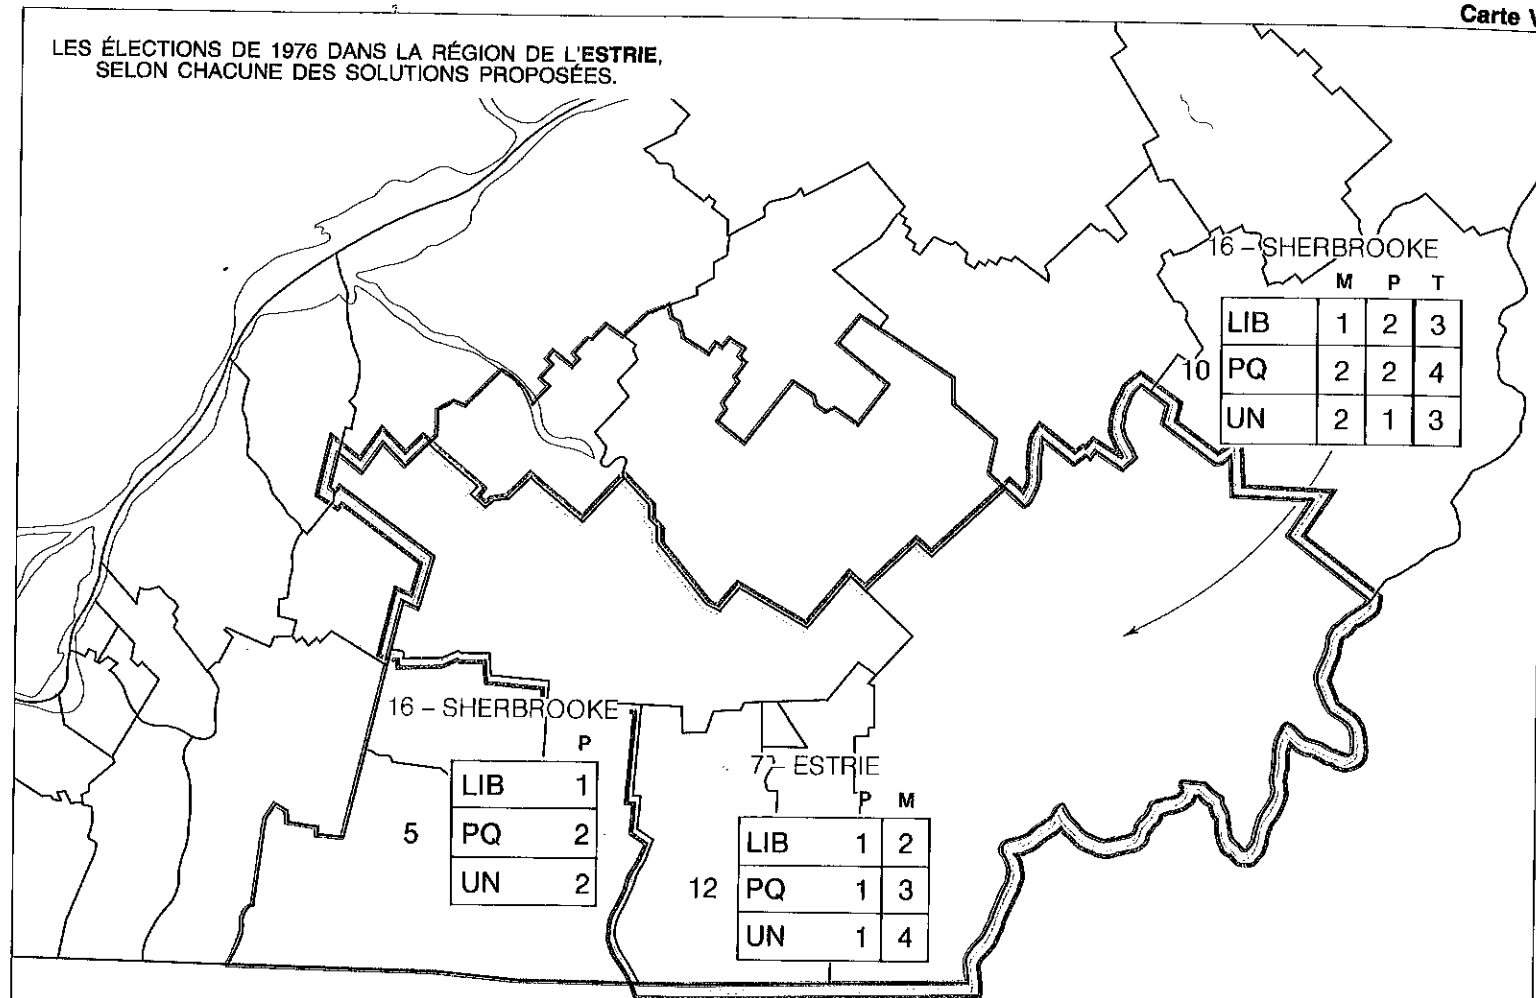 Carte V
LES ÉLECTIONS DE 1976 DANS LA RÉGION DE L'ESTRIE,
SELON CHACUNE DES SOLUTIONS PROPOSÉES.
16 – SHERBROOKE
M P T
LIB 1 2 3
10 PQ 2 2 4
UN 2 1 3
16 – SHERBROOKE
P
LIB 1
5 PQ 2
UN 2
7 – ESTRIE
P M
LIB 1 2
12 PQ 1 3
UN 1 4